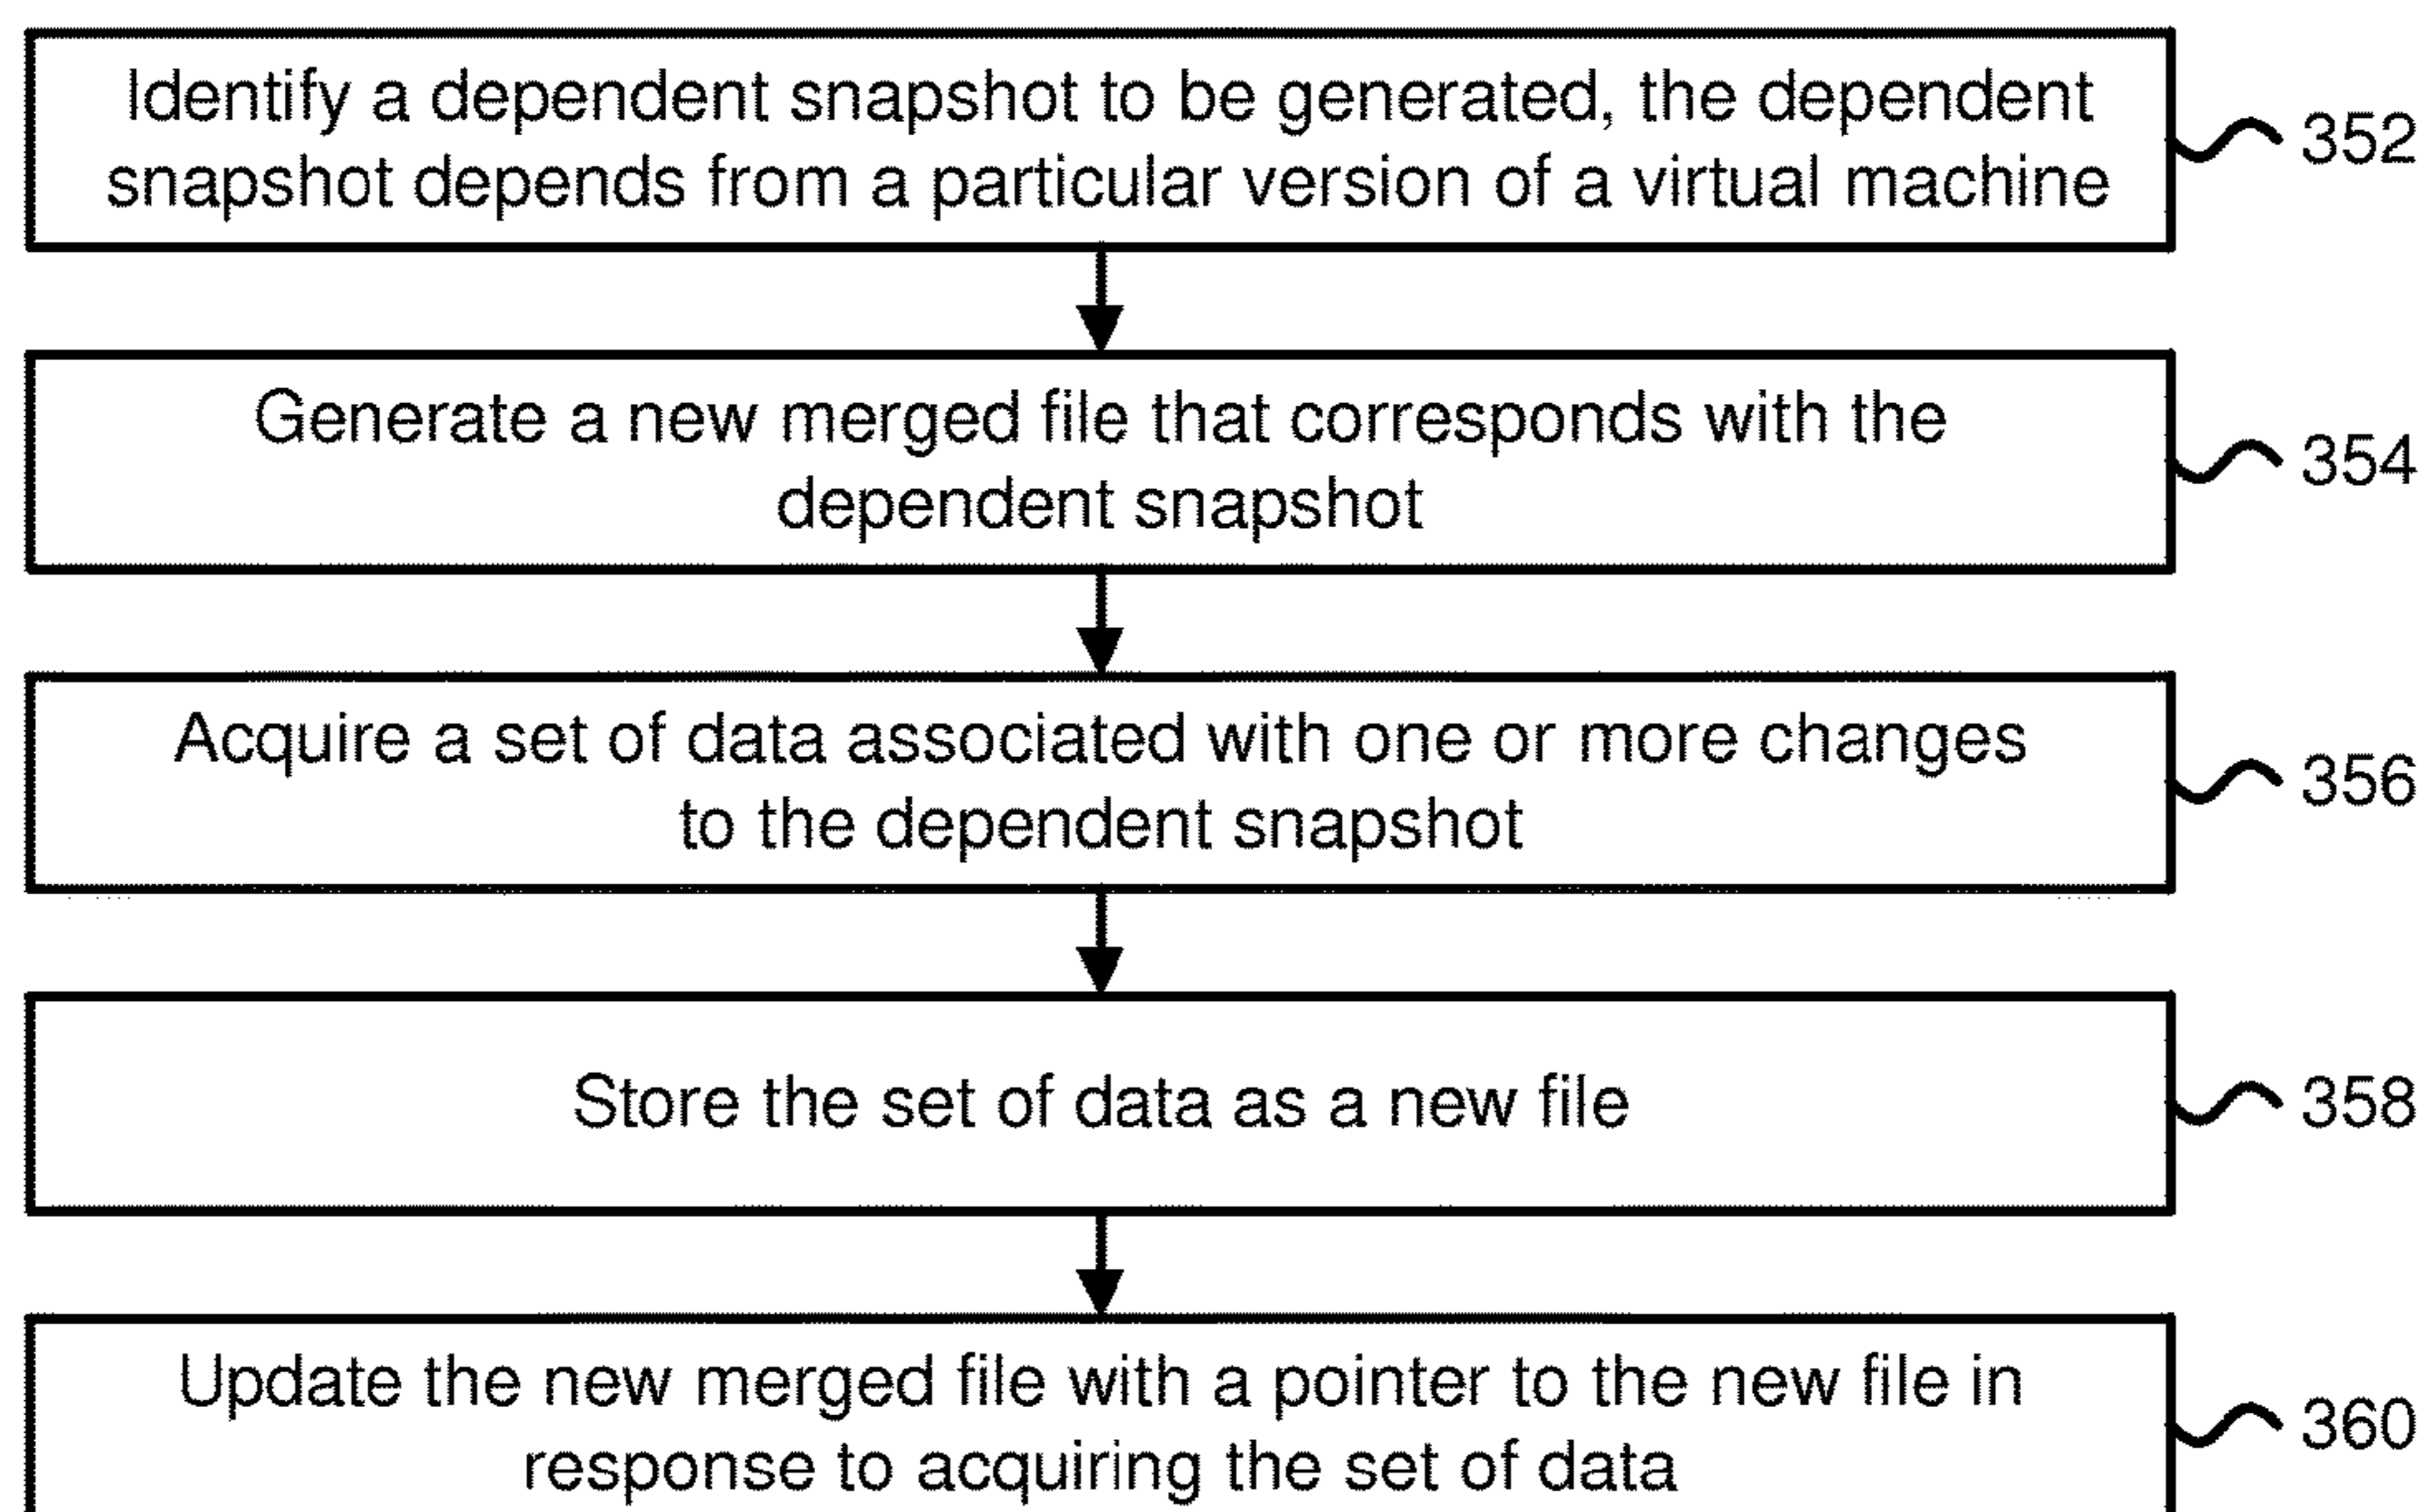 Identify a dependent snapshot to be generated, the dependent
snapshot depends from a particular version of a virtual machine
352
Generate a new merged file that corresponds with the
dependent snapshot
354
Acquire a set of data associated with one or more changes
to the dependent snapshot
356
Store the set of data as a new file
358
Update the new merged file with a pointer to the new file in
response to acquiring the set of data
360